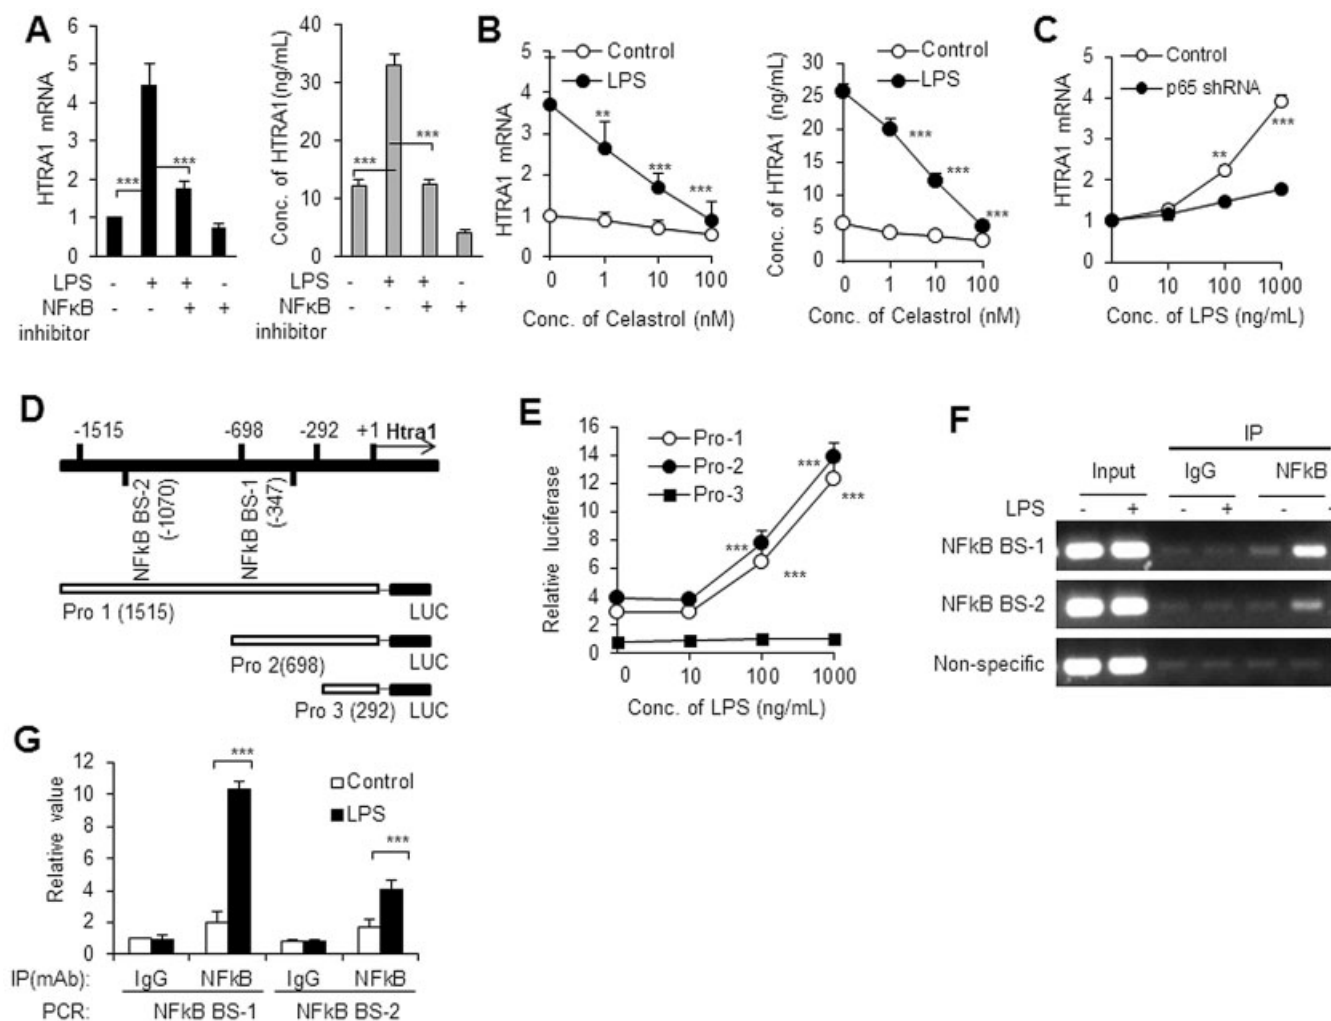 A
HTRA1 mRNA
6
5
4
3
2
1
0
***
***
LPS - + + -
NFκB - - + +
inhibitor
Conc. of HTRA1(ng/mL)
40
30
20
10
0
***
***
- + + -
- - + +
B
Control
LPS
HTRA1 mRNA
5
4
3
2
1
0
**
***
***
0 1 10 100
Conc. of Celastrol (nM)
Control
LPS
Conc. of HTRA1 (ng/mL)
30
25
20
15
10
5
0
***
***
***
0 1 10 100
Conc. of Celastrol (nM)
C
Control
p65 shRNA
HTRA1 mRNA
5
4
3
2
1
0
**
***
0 10 100 1000
Conc. of LPS (ng/mL)
D
-1515 -698 -292 +1 Htra1
NFkB BS-2
(-1070)
NFkB BS-1
(-347)
Pro 1 (1515) LUC
Pro 2(698) LUC
Pro 3 (292) LUC
E
Pro-1
Pro-2
Pro-3
Relative luciferase
16
14
12
10
8
6
4
2
0
***
***
***
***
0 10 100 1000
Conc. of LPS (ng/mL)
F
IP
Input IgG NFkB
LPS - + - + -
NFkB BS-1
NFkB BS-2
Non-specific
G
Relative value
12
10
8
6
4
2
0
***
***
Control
LPS
IP(mAb): IgG NFkB IgG NFkB
PCR: NFkB BS-1 NFkB BS-2